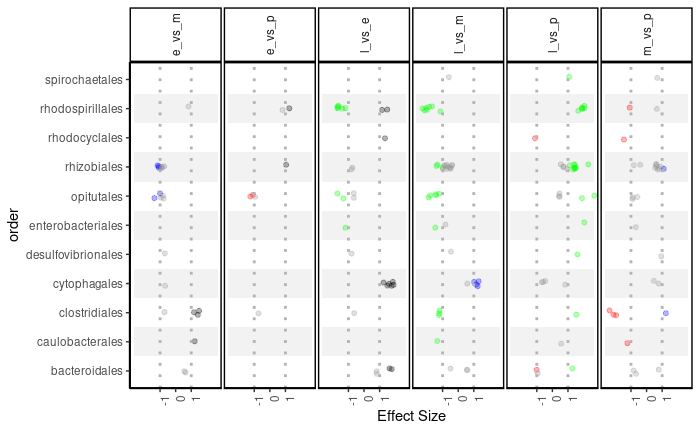 e_vs_m
e_vs_p
l_vs_e
l_vs_m
l_vs_p
m_vs_p
order
spirochaetales
rhodospirillales
rhodocyclales
rhizobiales
opitutales
enterobacteriales
desulfovibrionales
cytophagales
clostridiales
caulobacterales
bacteroidales
-1 0 1 -1 0 1 -1 0 1 -1 0 1 -1 0 1 -1 0 1
Effect Size